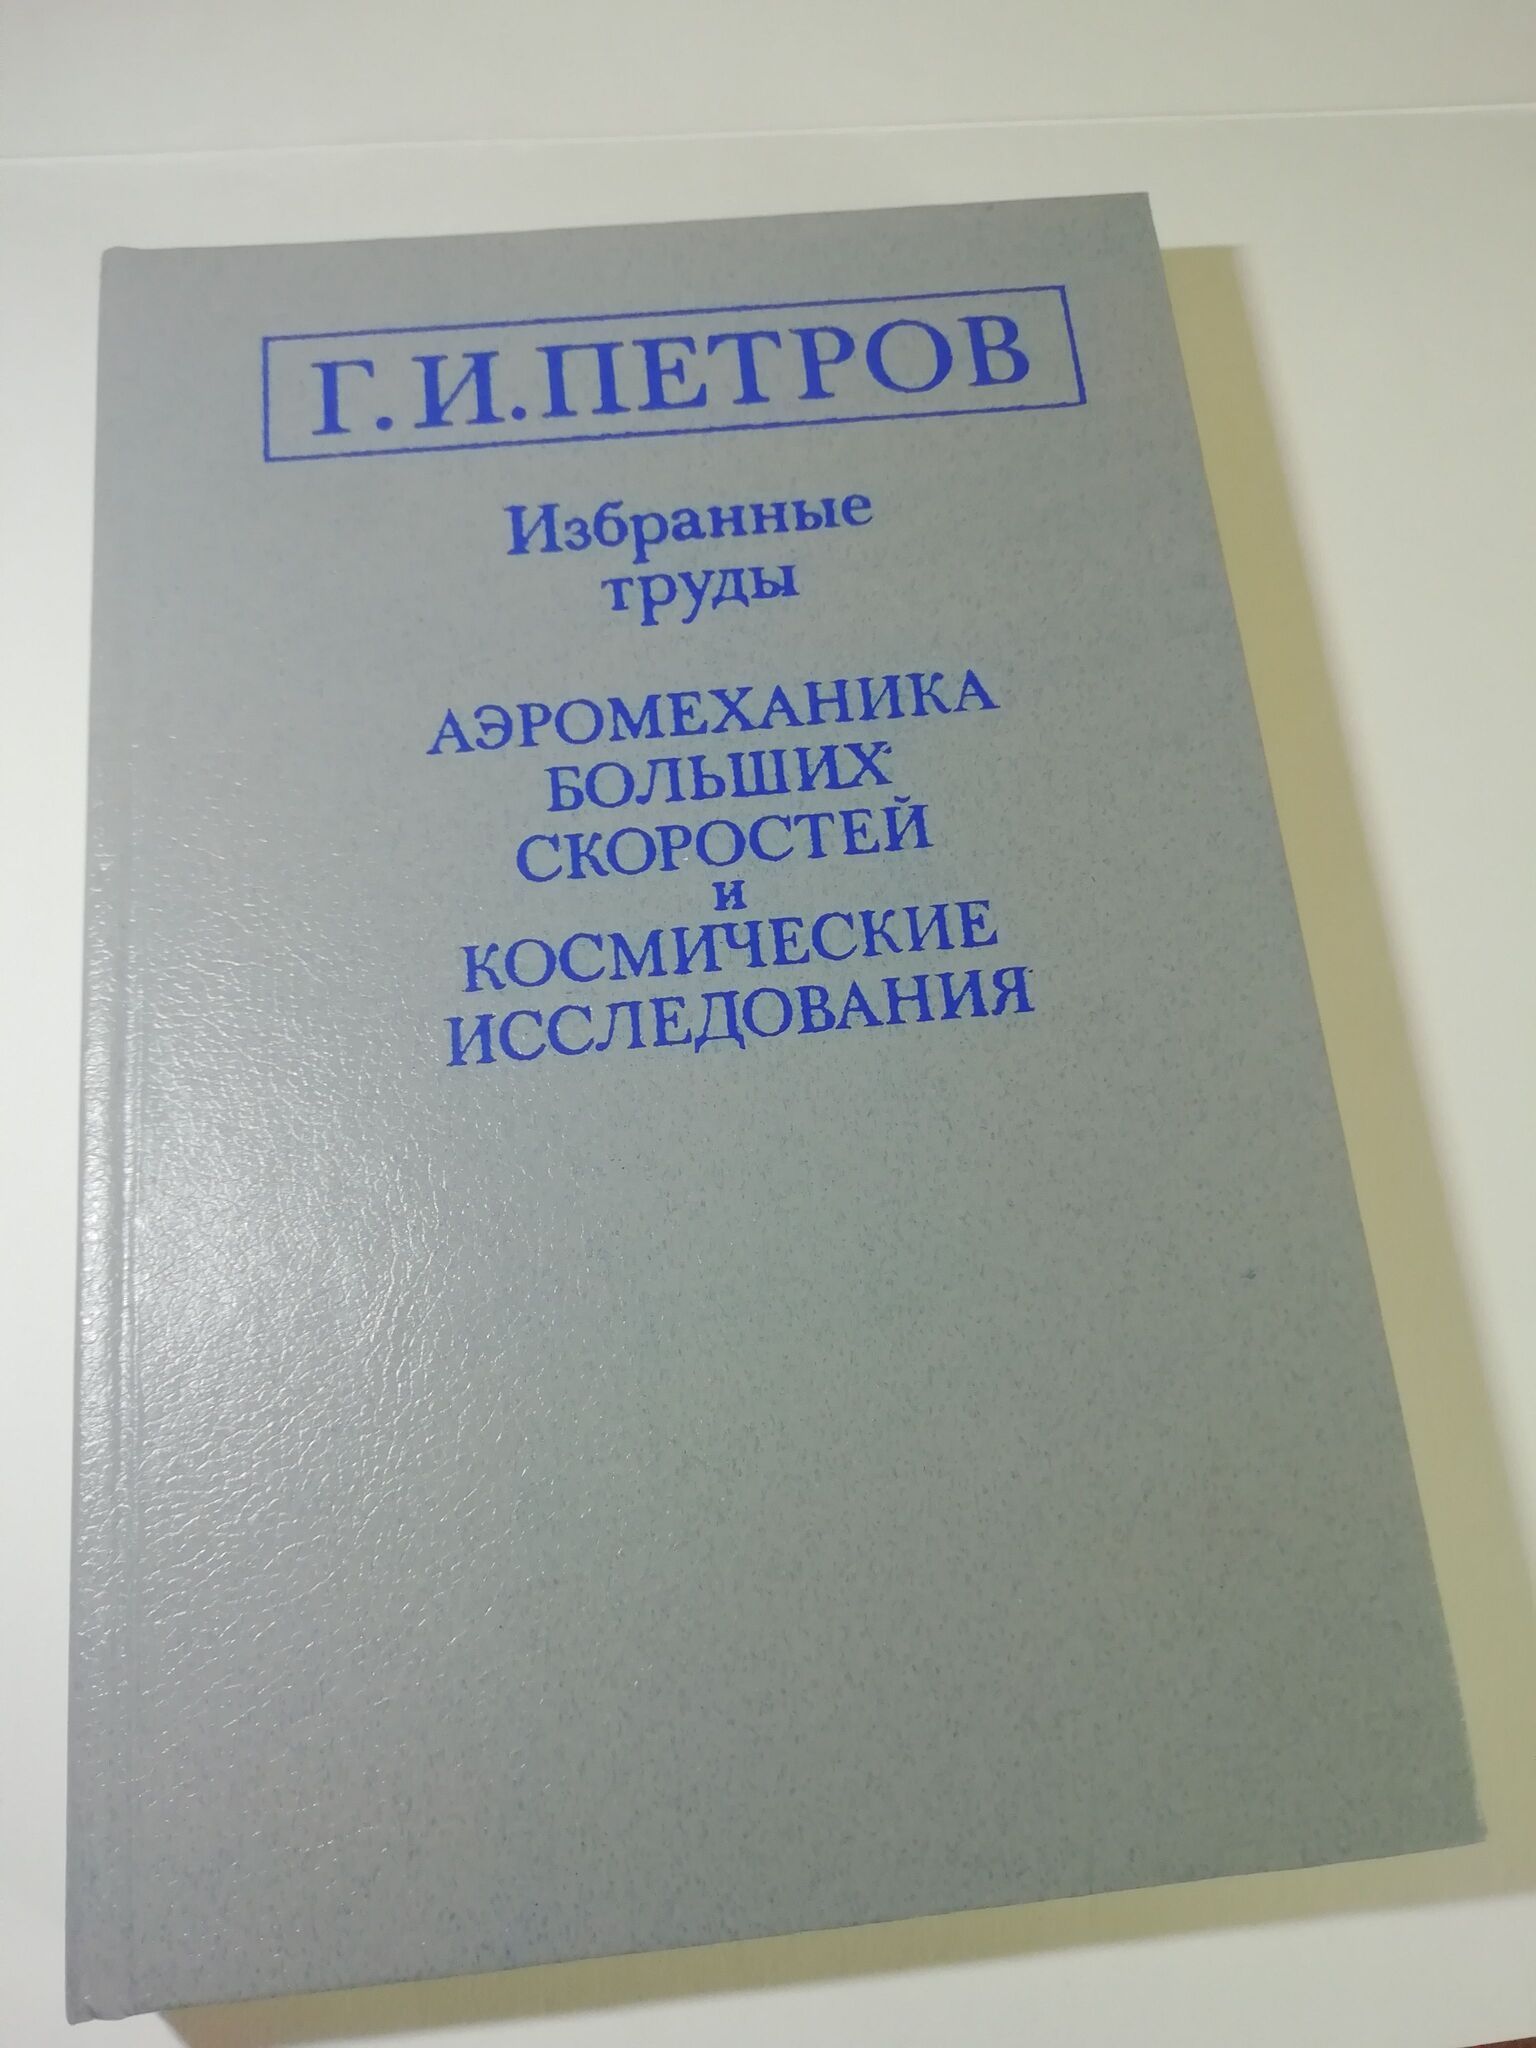 Г.И.ПЕТРОВ
Избранные
труды
АЭРОМЕХАНИКА
БОЛЬШИХ
СКОРОСТЕЙ
и
КОСМИЧЕСКИЕ
ИССЛЕДОВАНИЯ